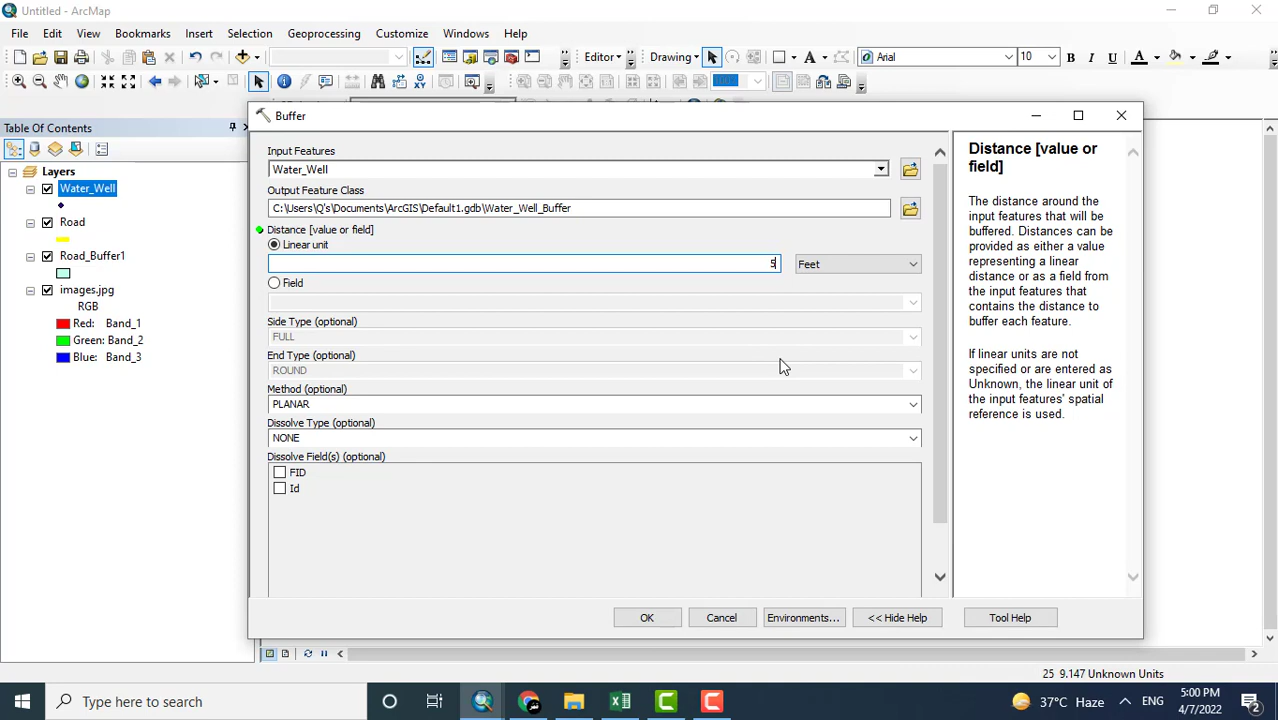 Untitled - ArcMap
File Edit View Bookmarks Insert Selection Geoprocessing Customize Windows Help
Editor Drawing Arial 10 B I U A
Table Of Contents
Layers
Water_Well
Road
Road_Buffer1
images.jpg
RGB
Red: Band_1
Green: Band_2
Blue: Band_3
Buffer
Input Features
Water_Well
Output Feature Class
C:\Users\Q's\Documents\ArcGIS\Default1.gdb\Water_Well_Buffer
Distance [value or field]
Linear unit
5 Feet
Field
Side Type (optional)
FULL
End Type (optional)
ROUND
Method (optional)
PLANAR
Dissolve Type (optional)
NONE
Dissolve Field(s) (optional)
FID
Id
OK Cancel Environments... << Hide Help Tool Help
Distance [value or
field]
The distance around the
input features that will be
buffered. Distances can be
provided as either a value
representing a linear
distance or as a field from
the input features that
contains the distance to
buffer each feature.
If linear units are not
specified or are entered as
Unknown, the linear unit of
the input features' spatial
reference is used.
25 9.147 Unknown Units
Type here to search
37°C Haze ENG
5:00 PM
4/7/2022
2